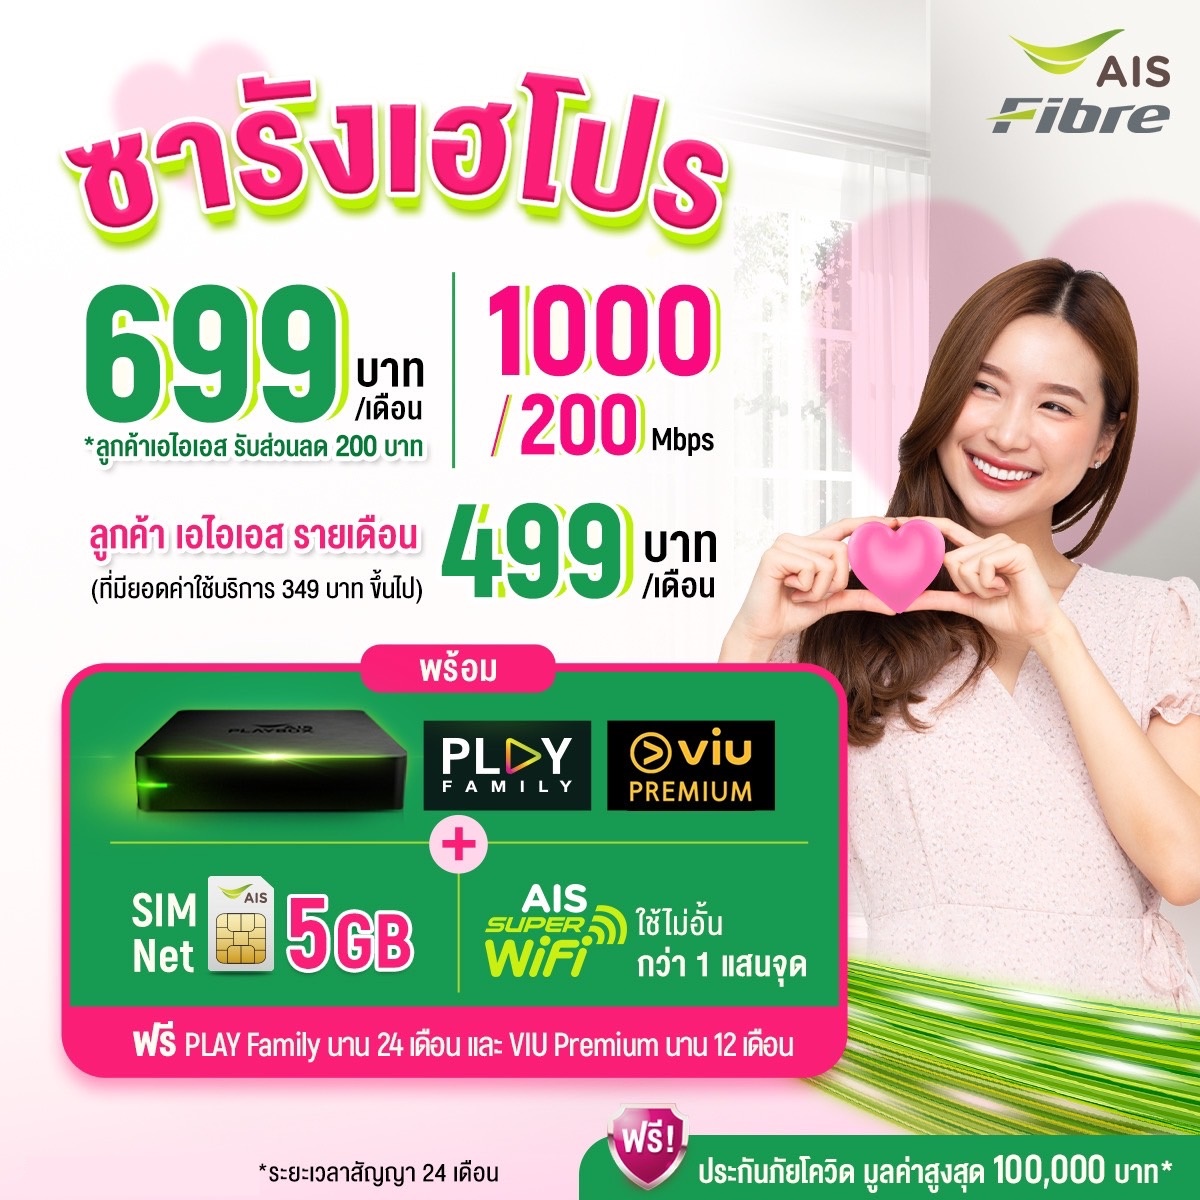 AIS
Fibre
ซารังเฮโปร
699 บาท/เดือน
*ลูกค้าเอไอเอส รับส่วนลด 200 บาท
1000
/200 Mbps
ลูกค้า เอไอเอส รายเดือน
(ที่มียอดค่าใช้บริการ 349 บาท ขึ้นไป)
499 บาท/เดือน
พร้อม
AIS
PLAYBOX
PLAY
FAMILY
viu
PREMIUM
+
SIM
Net
AIS
5GB
AIS
SUPER
WiFi
ใช้ไม่อั้น
กว่า 1 แสนจุด
ฟรี PLAY Family นาน 24 เดือน และ VIU Premium นาน 12 เดือน
*ระยะเวลาสัญญา 24 เดือน
ฟรี!
ประกันภัยโควิด มูลค่าสูงสุด 100,000 บาท*